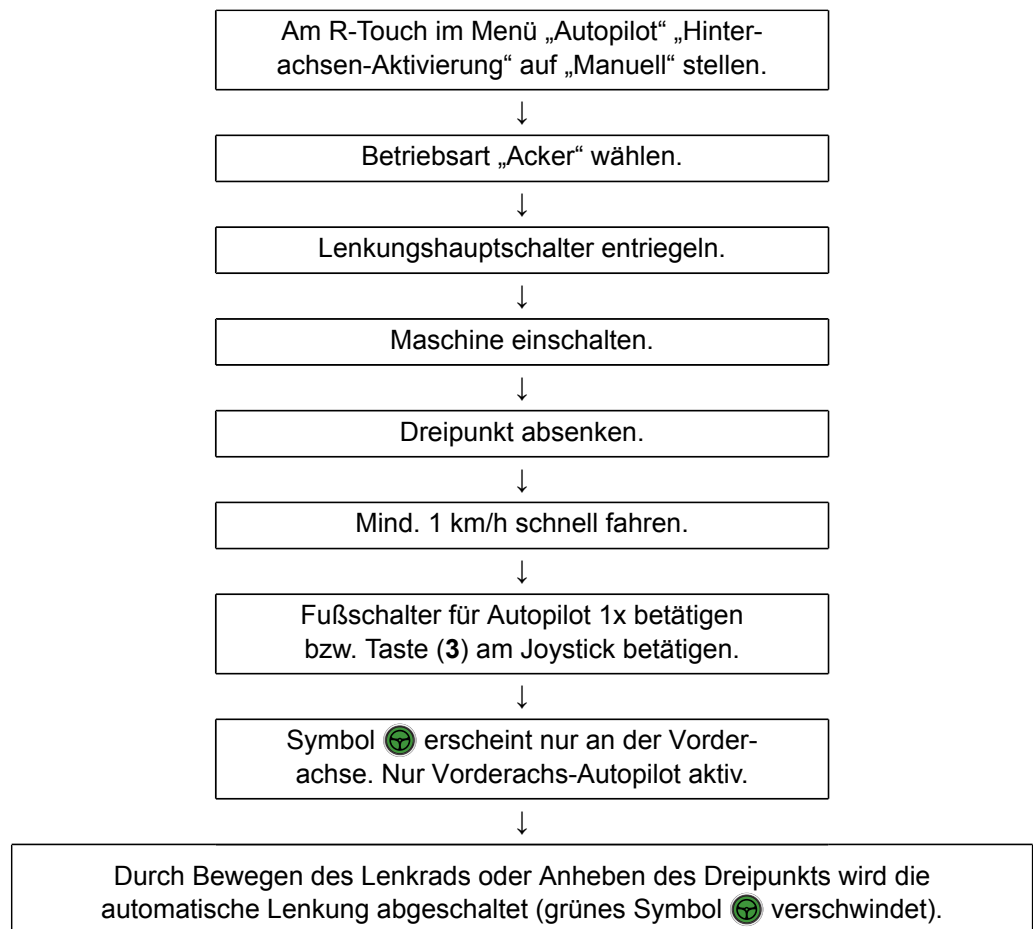 Am R-Touch im Menü „Autopilot“ „Hinter-
achsen-Aktivierung“ auf „Manuell“ stellen.
↓
Betriebsart „Acker“ wählen.
↓
Lenkungshauptschalter entriegeln.
↓
Maschine einschalten.
↓
Dreipunkt absenken.
↓
Mind. 1 km/h schnell fahren.
↓
Fußschalter für Autopilot 1x betätigen
bzw. Taste (3) am Joystick betätigen.
↓
Symbol erscheint nur an der Vorder-
achse. Nur Vorderachs-Autopilot aktiv.
↓
Durch Bewegen des Lenkrads oder Anheben des Dreipunkts wird die
automatische Lenkung abgeschaltet (grünes Symbol verschwindet).